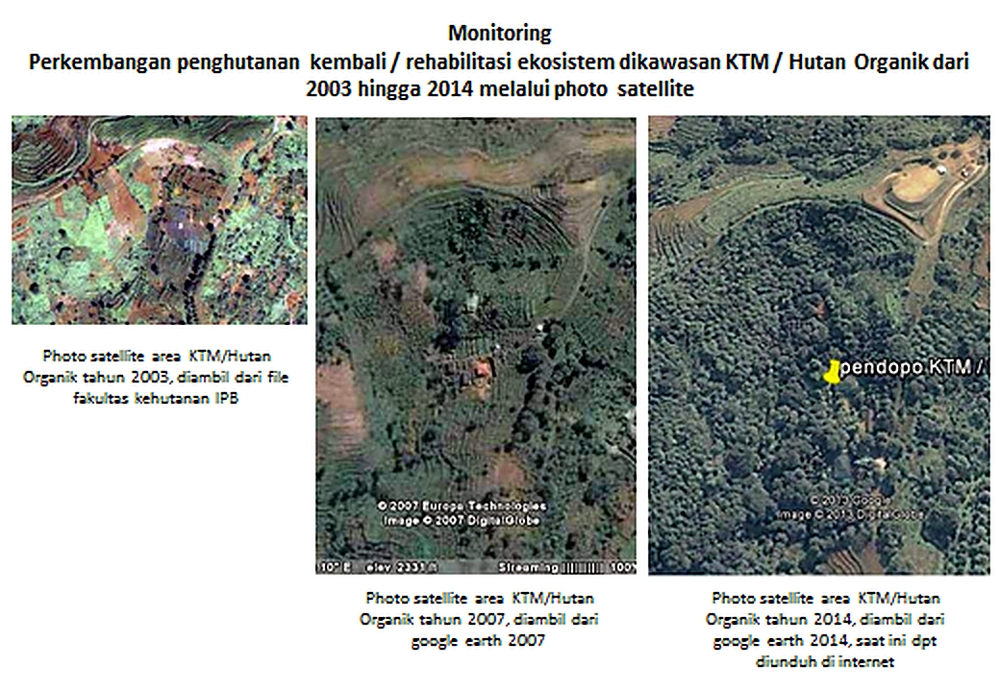 Monitoring
Perkembangan penghutanan kembali / rehabilitasi ekosistem dikawasan KTM / Hutan Organik dari
2003 hingga 2014 melalui photo satellite
Photo satellite area KTM/Hutan
Organik tahun 2003, diambil dari file
fakultas kehutanan IPB
© 2007 Europa Technologies
Image © 2007 DigitalGlobe
10" E elev 2331 ft Streaming 100%
Photo satellite area KTM/Hutan
Organik tahun 2007, diambil dari
google earth 2007
pendopo KTM /
© 2013 Google
Image © 2013 DigitalGlobe
Photo satellite area KTM/Hutan
Organik tahun 2014, diambil dari
google earth 2014, saat ini dpt
diunduh di internet